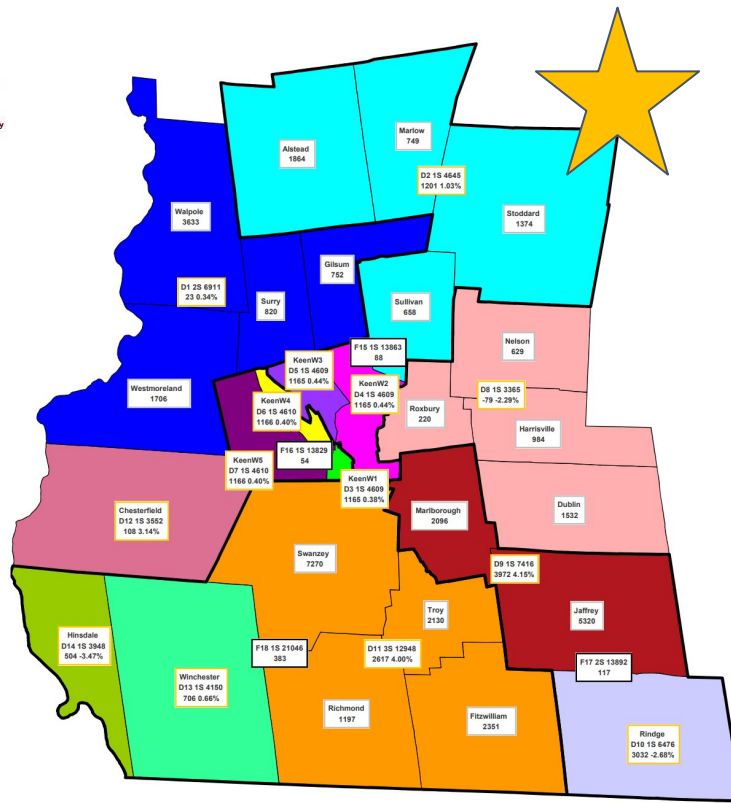 y
Alstead
1864
Marlow
749
D2 1S 4645
1201 1.03%
Stoddard
1374
Walpole
3633
Gilsum
752
Surry
820
D1 2S 6911
23 0.34%
Sullivan
658
Westmoreland
1706
F15 1S 13863
88
Nelson
629
KeenW3
D5 1S 4609
1165 0.44%
KeenW2
D4 1S 4609
1165 0.44%
D8 1S 3365
-79 -2.29%
Roxbury
220
KeenW4
D6 1S 4610
1166 0.40%
Harrisville
984
F16 1S 13829
54
KeenW5
D7 1S 4610
1166 0.40%
KeenW1
D3 1S 4609
1165 0.38%
Chesterfield
D12 1S 3552
108 3.14%
Marlborough
2096
Dublin
1532
Swanzey
7270
D9 1S 7416
3972 4.15%
Jaffrey
5320
Troy
2130
Hinsdale
D14 1S 3948
504 -3.47%
F18 1S 21046
383
D11 3S 12948
2617 4.00%
F17 2S 13892
117
Winchester
D13 1S 4150
706 0.66%
Richmond
1197
Fitzwilliam
2351
Rindge
D10 1S 6476
3032 -2.68%